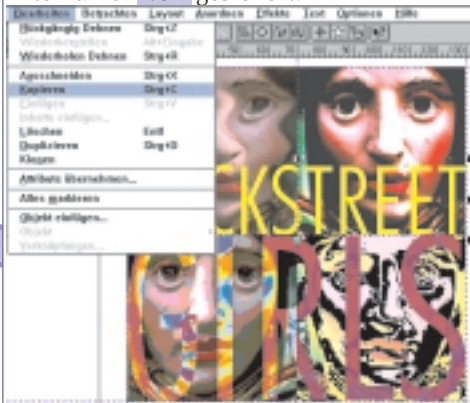 Bearbeiten Betrachten Layout Anordnen Effekte Text Optionen Hilfe
Rückgängig Dehnen Strg+Z
Wiederherstellen Alt+Eingabe
Wiederholen Dehnen Strg+R
Ausschneiden Strg+X
Kopieren Strg+C
Einfügen Strg+V
Inhalte einfügen...
Löschen Entf
Duplizieren Strg+D
Klonen
Attribute übernehmen...
Alles markieren
Objekt einfügen...
Objekt
Verknüpfungen...
CKSTREET
GIRLS